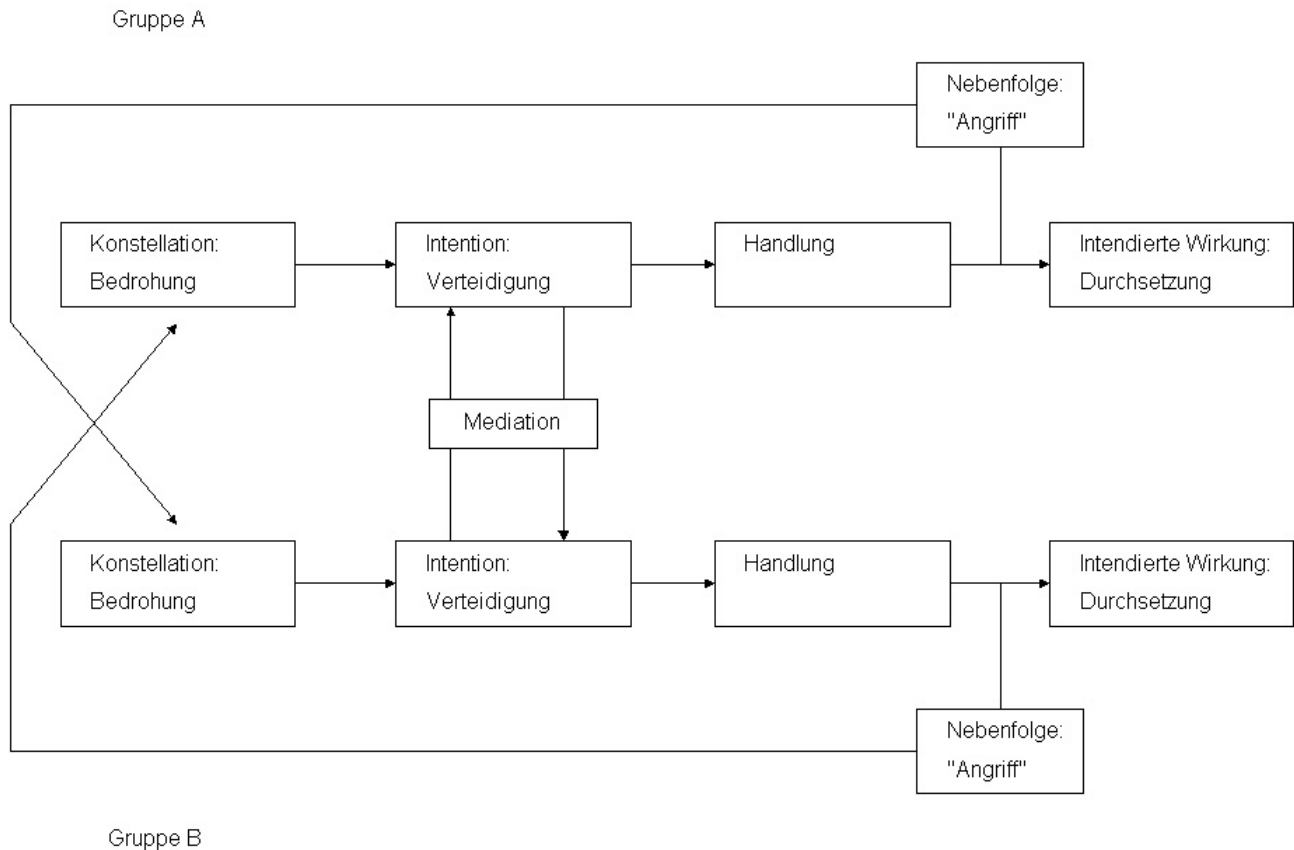 Gruppe A
Nebenfolge:
"Angriff"
Konstellation:
Bedrohung
Intention:
Verteidigung
Handlung
Intendierte Wirkung:
Durchsetzung
Mediation
Konstellation:
Bedrohung
Intention:
Verteidigung
Handlung
Intendierte Wirkung:
Durchsetzung
Nebenfolge:
"Angriff"
Gruppe B